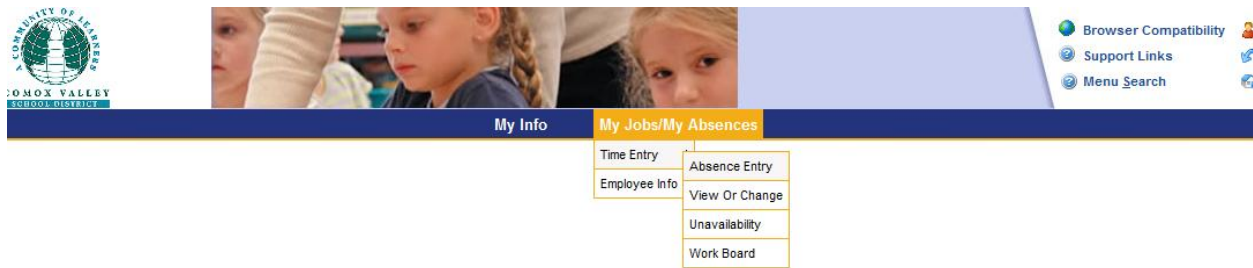 A COMMUNITY OF LEARNERS
COMOX VALLEY
SCHOOL DISTRICT
Browser Compatibility
Support Links
Menu Search
My Info
My Jobs/My Absences
Time Entry
Employee Info
Absence Entry
View Or Change
Unavailability
Work Board